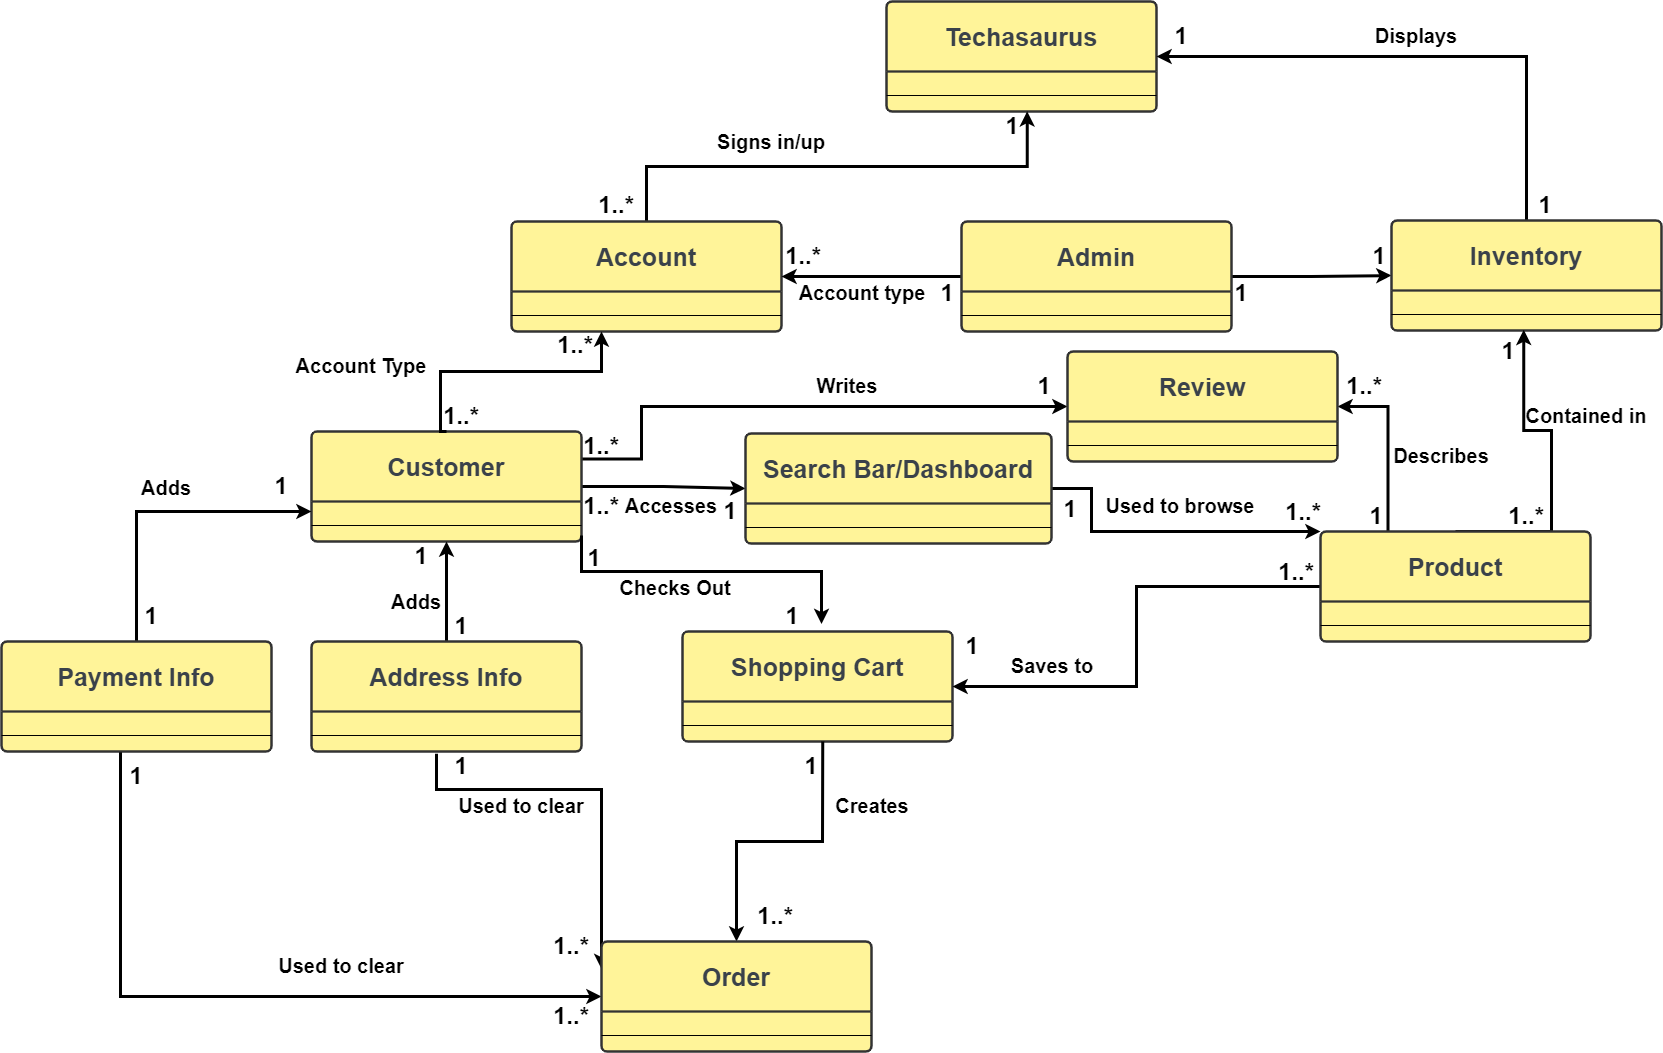 Techasaurus
1
Displays
1
Signs in/up
1..*
1
Account
1..*
Account type
1
Admin
1
1
Inventory
1..*
Account Type
1..*
1
Writes
1
Review
1..*
Contained in
Describes
1..*
Customer
1..*
Accesses
1
Search Bar/Dashboard
1
Used to browse
1..*
1
1..*
Adds
1
1
1
Checks Out
1..*
Product
Adds
1
1
1
1
Saves to
Payment Info
Address Info
Shopping Cart
1
1
1
Used to clear
Creates
1..*
1..*
Used to clear
1..*
Order